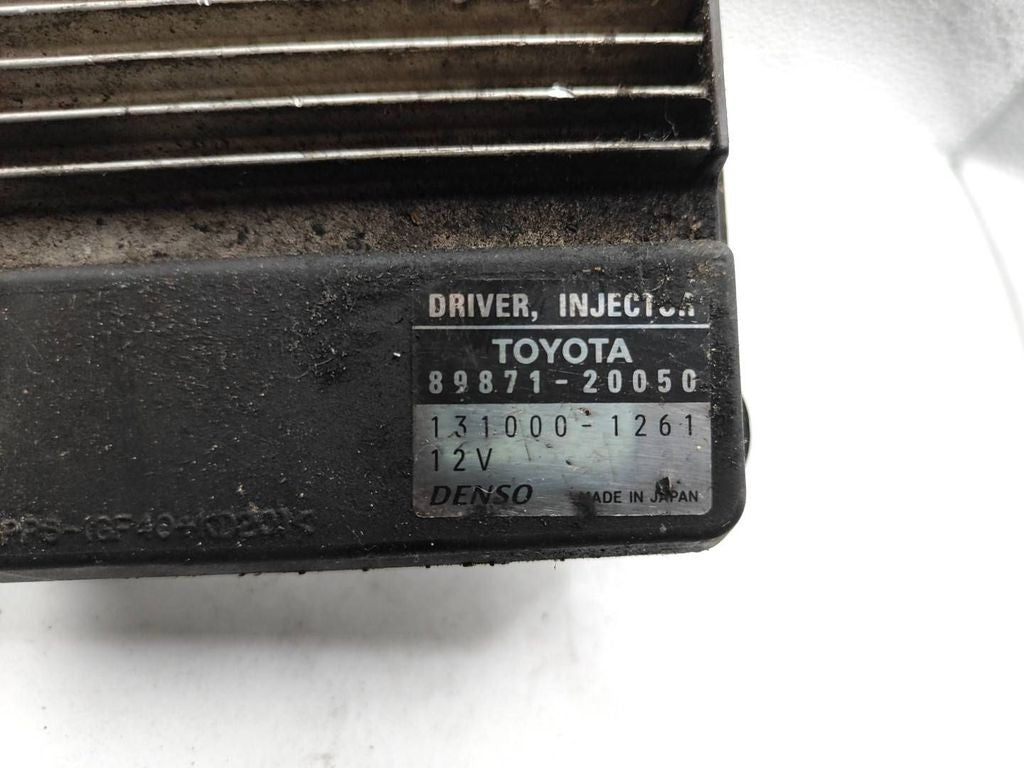 DRIVER, INJECTOR
TOYOTA
89871-20050
131000-1261
12V
DENSO MADE IN JAPAN